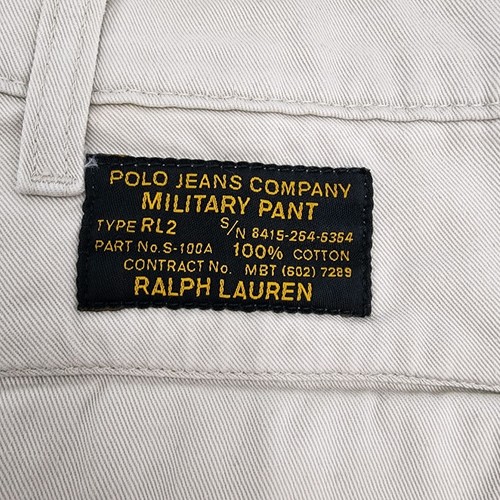 POLO JEANS COMPANY
MILITARY PANT
TYPE RL2 S/N 8415-254-5354
PART No. S-100A 100% COTTON
CONTRACT No. MBT (602) 7289
RALPH LAUREN